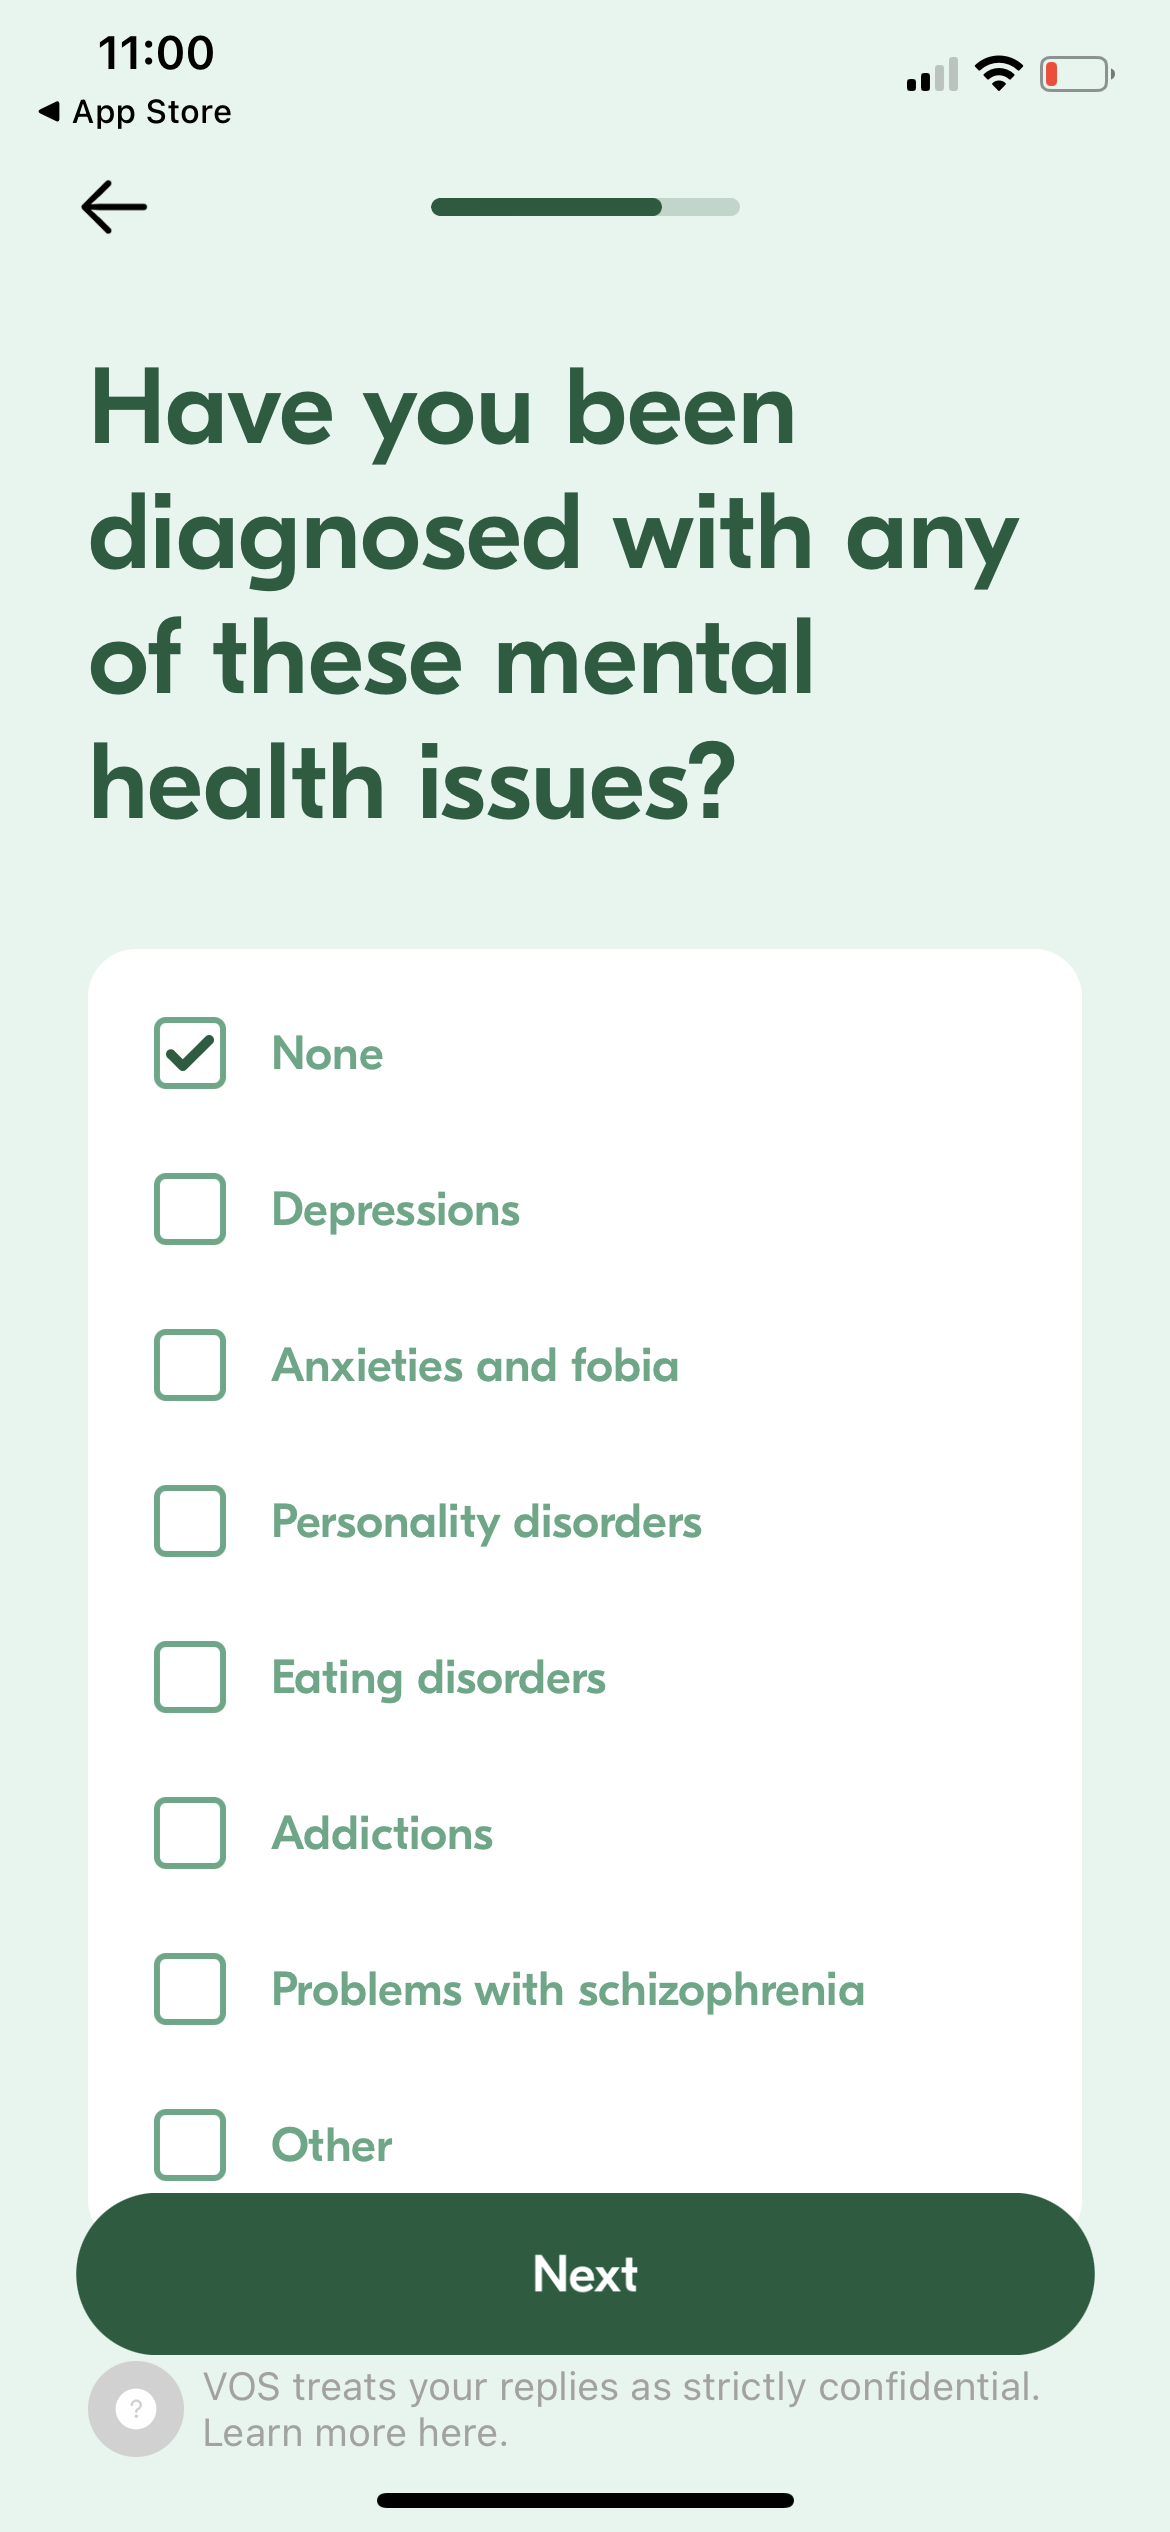 11:00
App Store
Have you been
diagnosed with any
of these mental
health issues?
None
Depressions
Anxieties and fobia
Personality disorders
Eating disorders
Addictions
Problems with schizophrenia
Other
Next
?
VOS treats your replies as strictly confidential.
Learn more here.